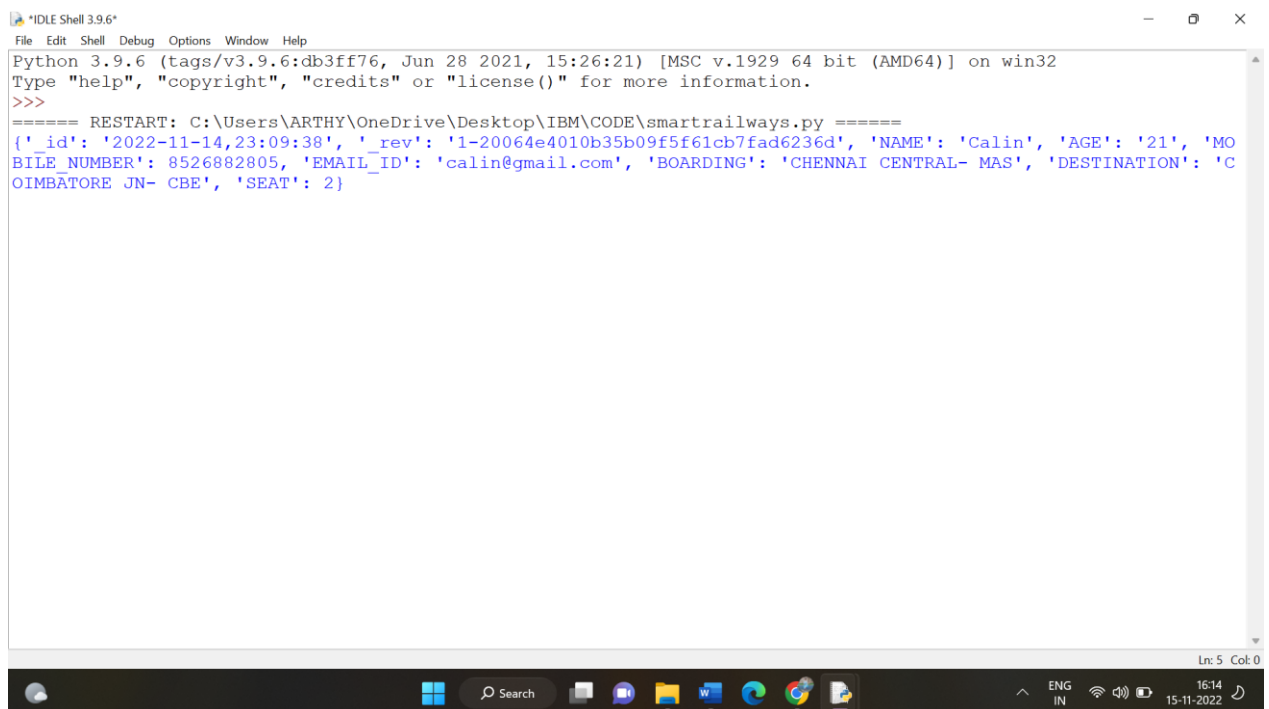 *IDLE Shell 3.9.6*
File Edit Shell Debug Options Window Help
Python 3.9.6 (tags/v3.9.6:db3ff76, Jun 28 2021, 15:26:21) [MSC v.1929 64 bit (AMD64)] on win32
Type "help", "copyright", "credits" or "license()" for more information.
>>>
====== RESTART: C:\Users\ARTHY\OneDrive\Desktop\IBM\CODE\smartrailways.py ======
{'_id': '2022-11-14,23:09:38', '_rev': '1-20064e4010b35b09f5f61cb7fad6236d', 'NAME': 'Calin', 'AGE': '21', 'MO
BILE_NUMBER': 8526882805, 'EMAIL_ID': 'calin@gmail.com', 'BOARDING': 'CHENNAI CENTRAL- MAS', 'DESTINATION': 'C
OIMBATORE JN- CBE', 'SEAT': 2}
Ln: 5 Col: 0
Search
ENG
IN
16:14
15-11-2022